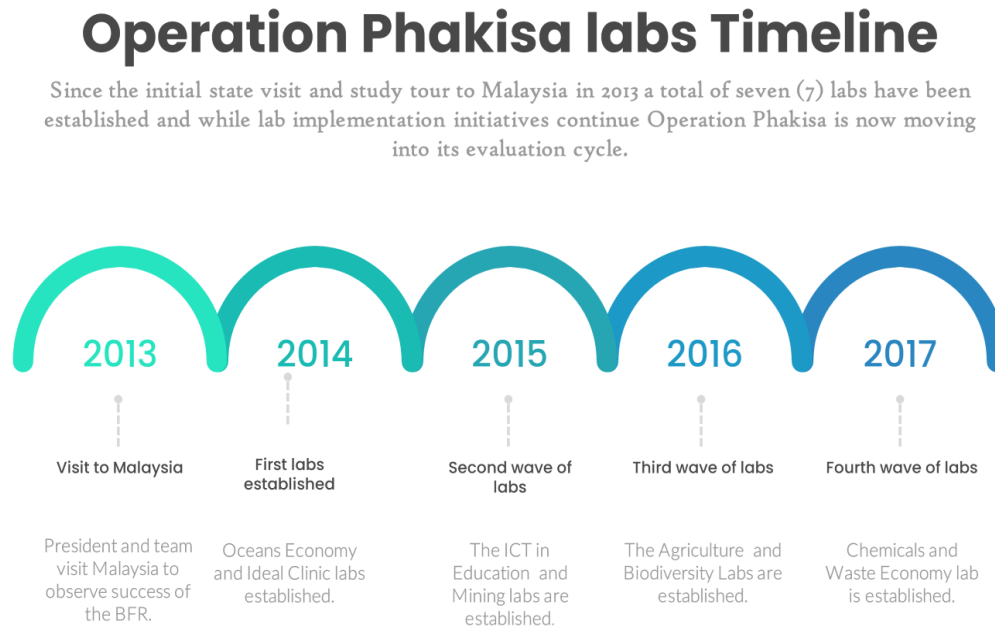 Operation Phakisa labs Timeline
Since the initial state visit and study tour to Malaysia in 2013 a total of seven (7) labs have been
established and while lab implementation initiatives continue Operation Phakisa is now moving
into its evaluation cycle.
2013
Visit to Malaysia
President and team
visit Malaysia to
observe success of
the BFR.
2014
First labs
established
Oceans Economy
and Ideal Clinic labs
established.
2015
Second wave of
labs
The ICT in
Education and
Mining labs are
established.
2016
Third wave of labs
The Agriculture and
Biodiversity Labs are
established.
2017
Fourth wave of labs
Chemicals and
Waste Economy lab
is established.